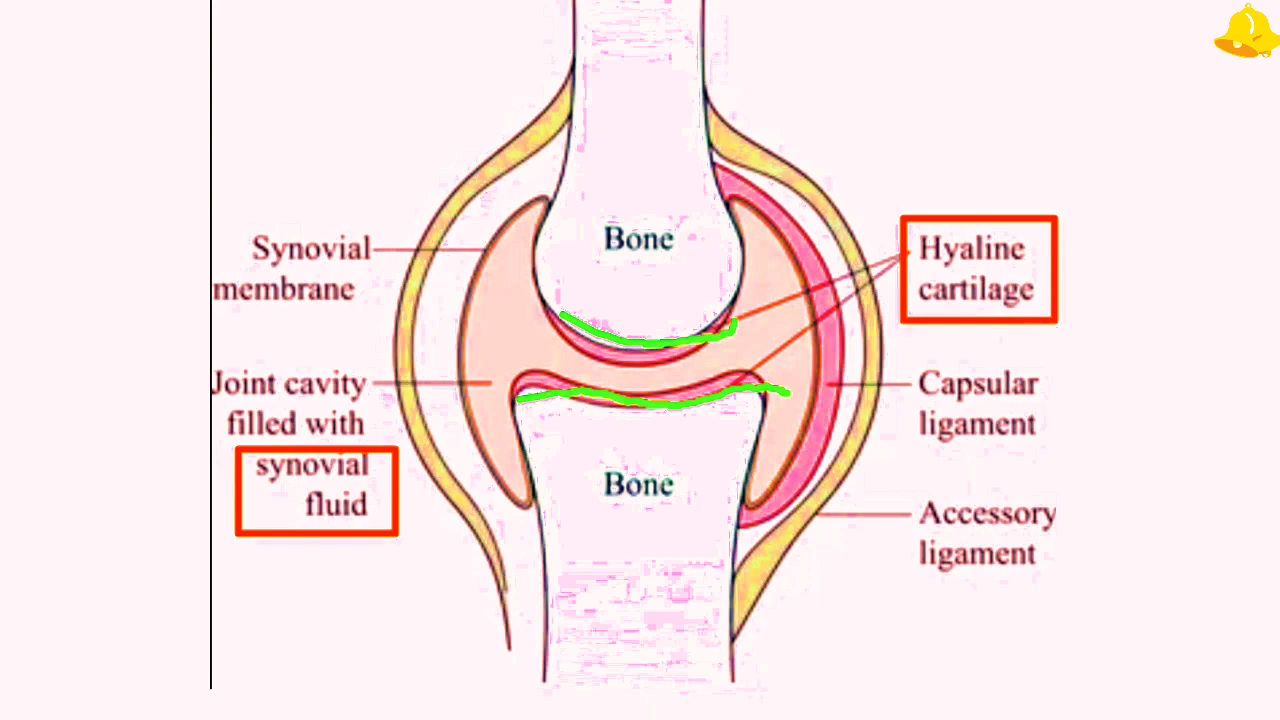 Bone
Synovial
membrane
Hyaline
cartilage
Joint cavity
filled with
synovial
fluid
Capsular
ligament
Bone
Accessory
ligament